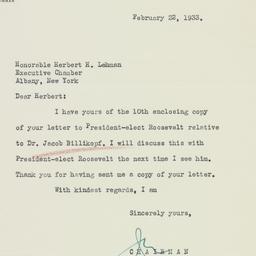 February 22, 1933.
Honorable Herbert H. Lehman
Executive Chamber
Albany, New York
Dear Herbert:
I have yours of the 10th enclosing copy
of your letter to President-elect Roosevelt relative
to Dr. Jacob Billikopf. I will discuss this with
President-elect Roosevelt the next time I see him.
Thank you for having sent me a copy of your letter.
With kindest regards, I am
Sincerely yours,
CHAIRMAN